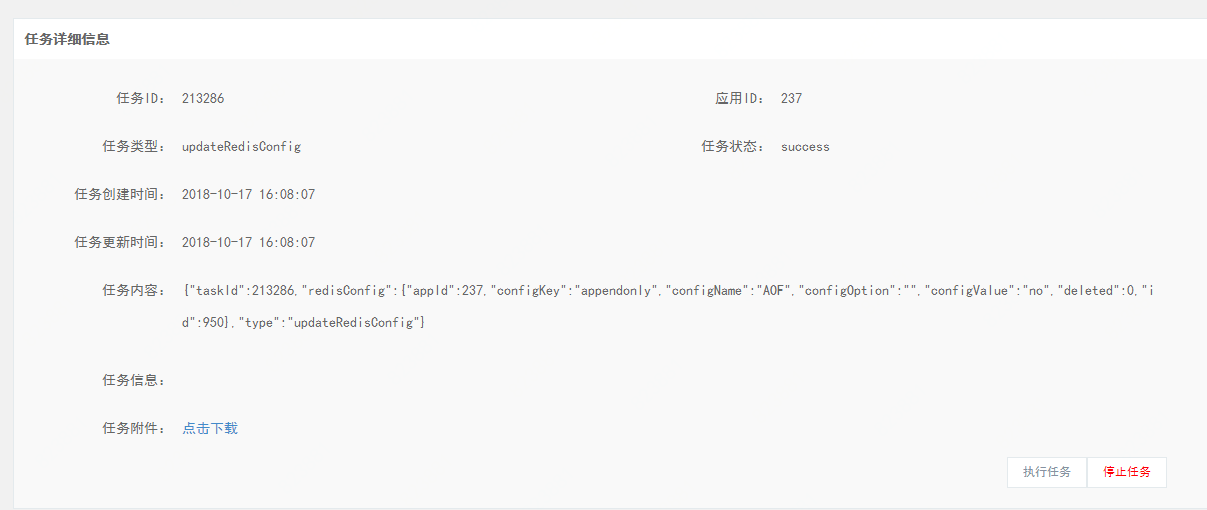 任务详细信息
任务ID： 213286 应用ID： 237
任务类型： updateRedisConfig 任务状态： success
任务创建时间： 2018-10-17 16:08:07
任务更新时间： 2018-10-17 16:08:07
任务内容： {"taskId":213286,"redisConfig":{"appId":237,"configKey":"appendonly","configName":"AOF","configOption":"","configValue":"no","deleted":0,"i
d":950},"type":"updateRedisConfig"}
任务信息：
任务附件： 点击下载
执行任务 停止任务